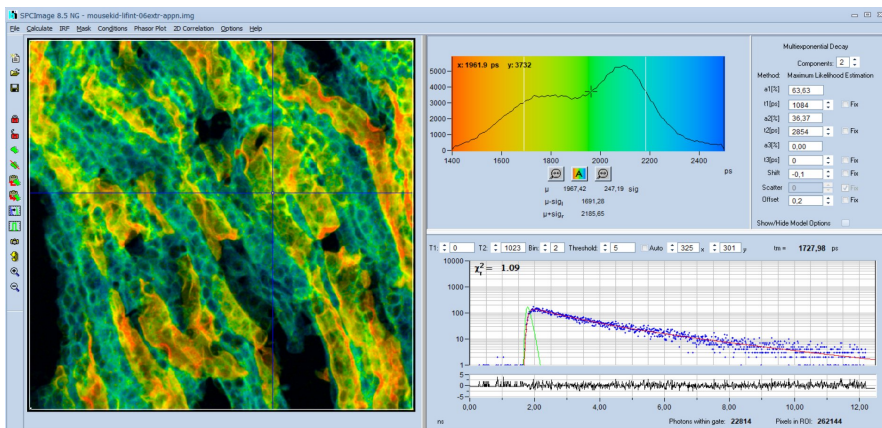 SPCImage 8.5 NG - mousekid-lifint-06extr-appn.img
File Calculate IRF Mask Conditions Phasor Plot 2D Correlation Options Help
x: 1961.9 ps y: 3732
5000
4000
3000
2000
1000
0
1400 1600 1800 2000 2200 2400
ps
A
μ 1967,42 247,19 sig
μ-sigl 1691,28
μ+sigr 2185,65
Multiexponential Decay
Components: 2
Method: Maximum Likelihood Estimation
a1[%] 63,63
t1[ps] 1084 Fix
a2[%] 36,37
t2[ps] 2854 Fix
a3[%] 0,00
t3[ps] 0 Fix
Shift -0,1 Fix
Scatter 0 Fix
Offset 0,2 Fix
Show/Hide Model Options
T1: 0 T2: 1023 Bin: 2 Threshold: 5 Auto 325 x 301 y tm = 1727,98 ps
χr2 = 1.09
10000
1000
100
10
1
5
0
-5
0,00 2,00 4,00 6,00 8,00 10,00 12,00
ns
Photons within gate: 22814 Pixels in ROI: 262144